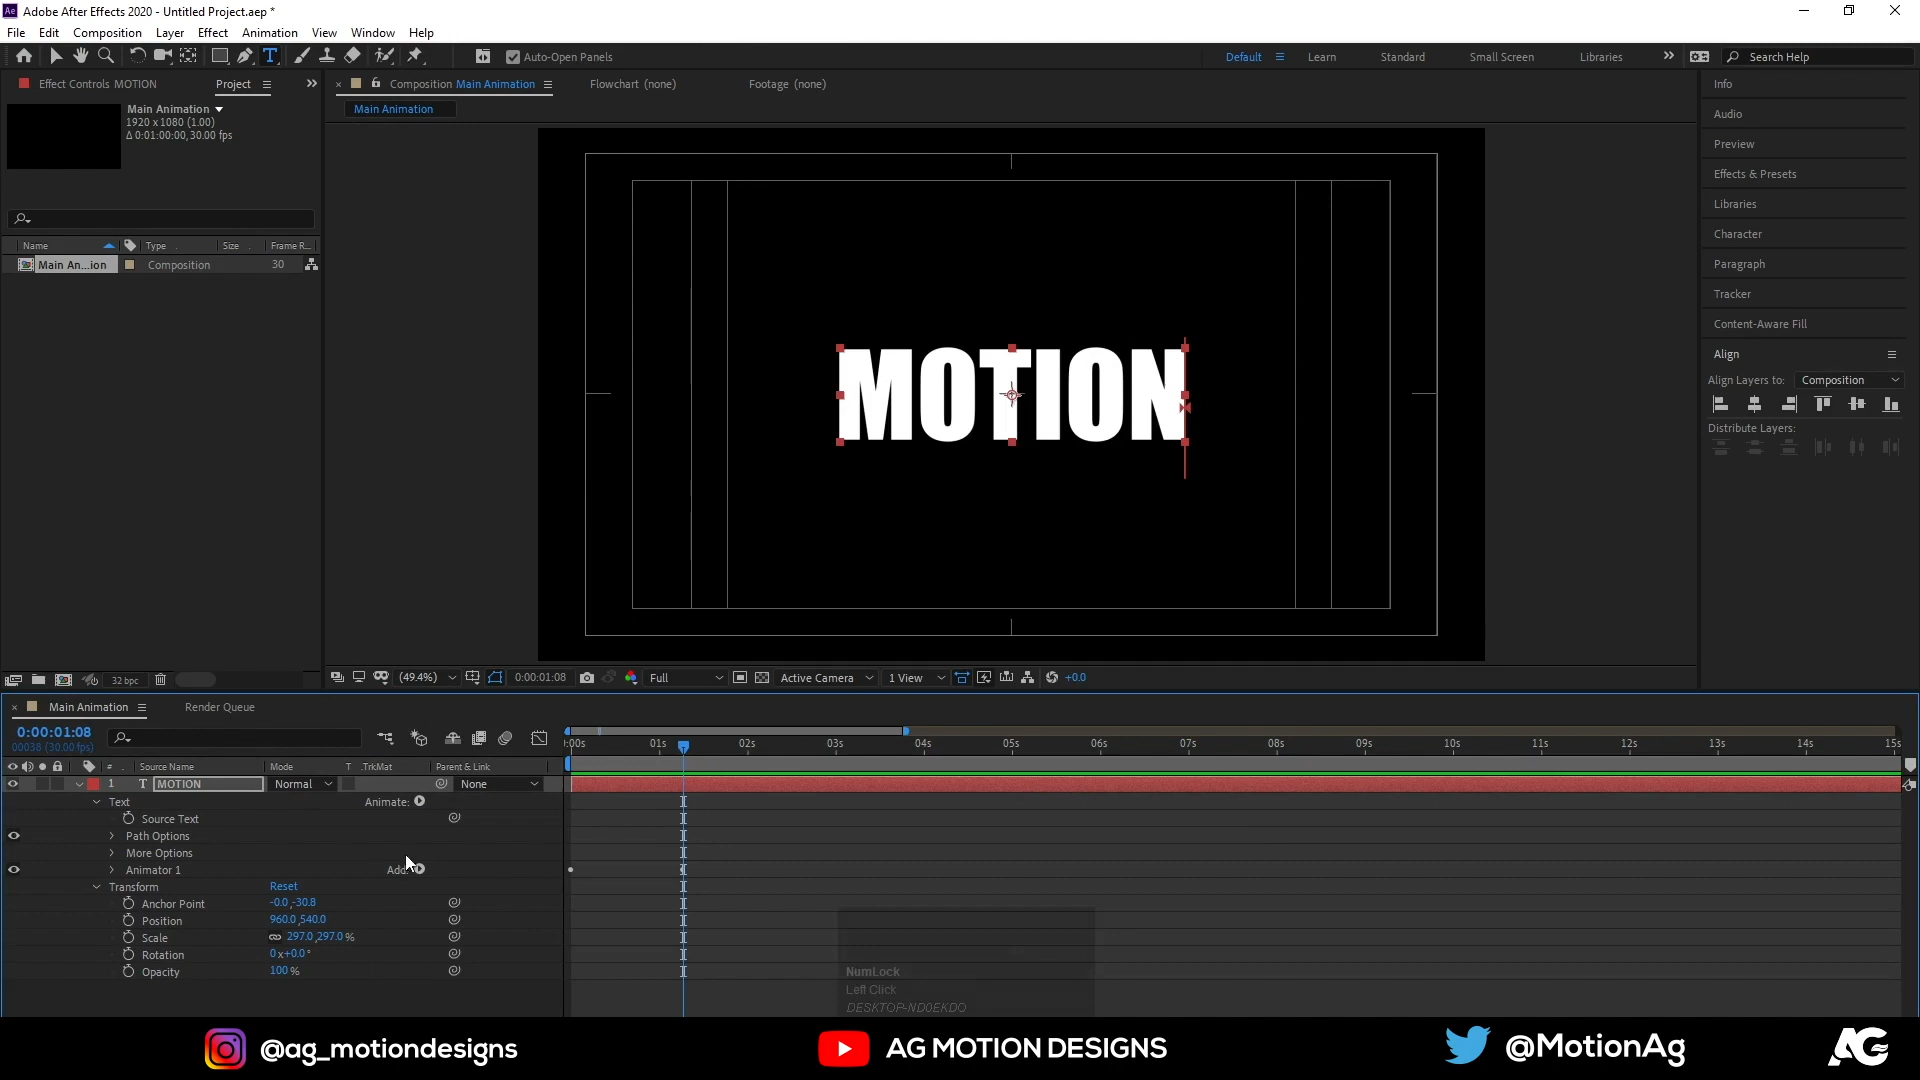 Ae Adobe After Effects 2020 - Untitled Project.aep *
File Edit Composition Layer Effect Animation View Window Help
Auto-Open Panels
Default Learn Standard Small Screen Libraries
Search Help
Effect Controls MOTION
Project
Composition Main Animation
Flowchart (none)
Footage (none)
Main Animation
1920 x 1080 (1.00)
Δ 0:01:00:00, 30.00 fps
Main Animation
Name Type Size Frame R...
Main An...ion Composition 30
32 bpc
MOTION
(49.4%) 0:00:01:08 Full Active Camera 1 View +0.0
Info
Audio
Preview
Effects & Presets
Libraries
Character
Paragraph
Tracker
Content-Aware Fill
Align
Align Layers to: Composition
Distribute Layers:
Main Animation
Render Queue
0:00:01:08
00038 (30.00 fps)
:00s 01s 02s 03s 04s 05s 06s 07s 08s 09s 10s 11s 12s 13s 14s 15s
# Source Name Mode T .TrkMat Parent & Link
1 T MOTION Normal None
Text Animate:
Source Text
Path Options
More Options
Animator 1 Add:
Transform Reset
Anchor Point -0.0,-30.8
Position 960.0,540.0
Scale 297.0,297.0%
Rotation 0x+0.0°
Opacity 100%
NumLock
Left Click
DESKTOP-ND0EKDO
@ag_motiondesigns
AG MOTION DESIGNS
@MotionAg
AG